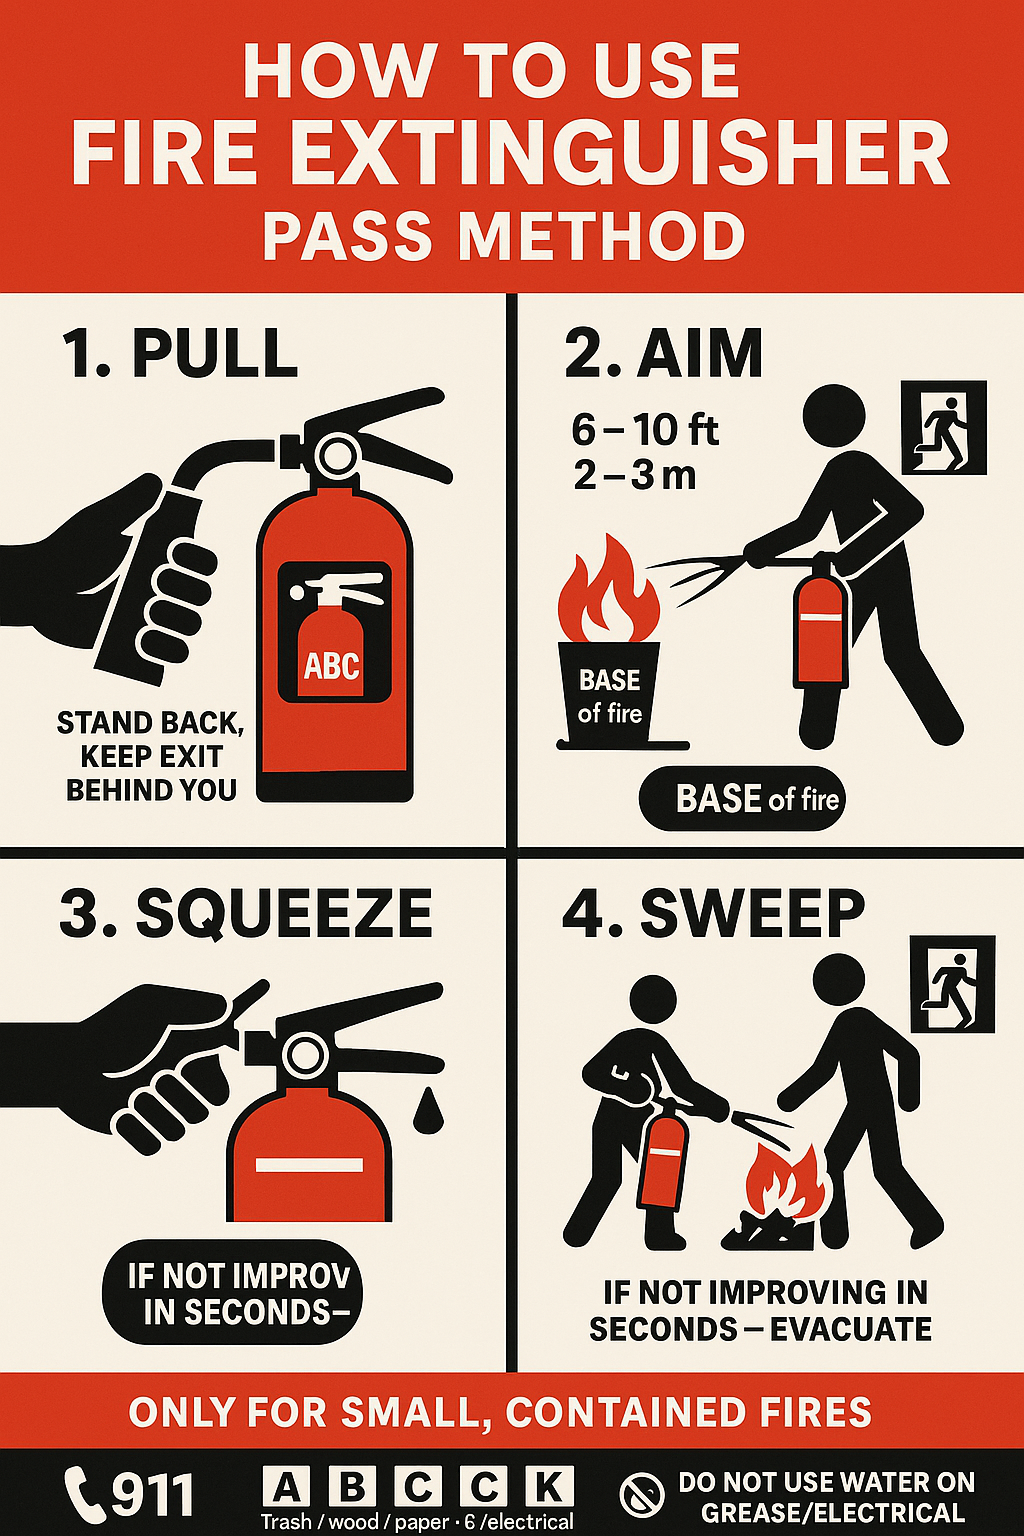 HOW TO USE
FIRE EXTINGUISHER
PASS METHOD
1. PULL
ABC
STAND BACK,
KEEP EXIT
BEHIND YOU
2. AIM
6–10 ft
2–3 m
BASE
of fire
BASE of fire
3. SQUEEZE
IF NOT IMPROV
IN SECONDS–
4. SWEEP
IF NOT IMPROVING IN
SECONDS – EVACUATE
ONLY FOR SMALL, CONTAINED FIRES
911
A B C C K
Trash / wood / paper · 6 /electrical
DO NOT USE WATER ON
GREASE/ELECTRICAL